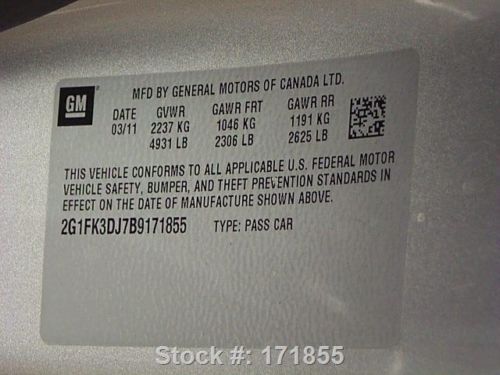 GM
MFD BY GENERAL MOTORS OF CANADA LTD.
DATE GVWR GAWR FRT GAWR RR
03/11 2237 KG 1046 KG 1191 KG
4931 LB 2306 LB 2625 LB
THIS VEHICLE CONFORMS TO ALL APPLICABLE U.S. FEDERAL MOTOR
VEHICLE SAFETY, BUMPER, AND THEFT PREVENTION STANDARDS IN
EFFECT ON THE DATE OF MANUFACTURE SHOWN ABOVE.
2G1FK3DJ7B9171855 TYPE: PASS CAR
Stock #: 171855